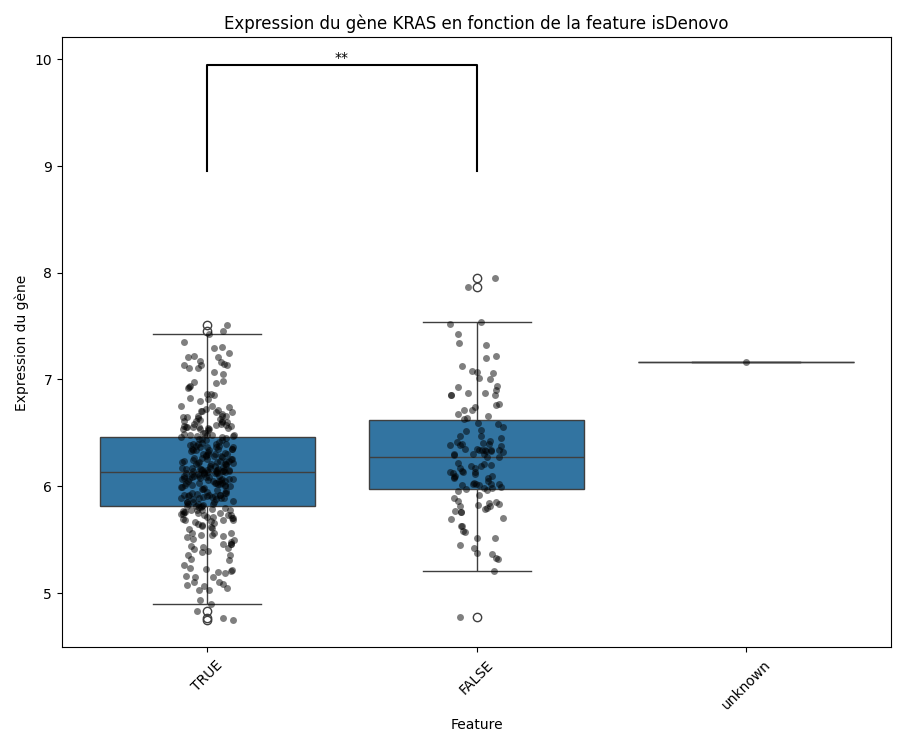 Expression du gène KRAS en fonction de la feature isDenovo
**
10
9
8
7
6
5
Expression du gène
TRUE
FALSE
unknown
Feature